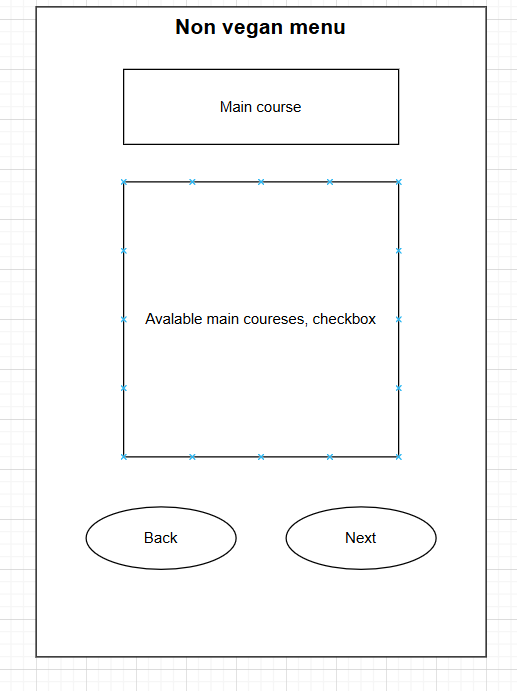 Non vegan menu
Main course
Avalable main coureses, checkbox
Back
Next